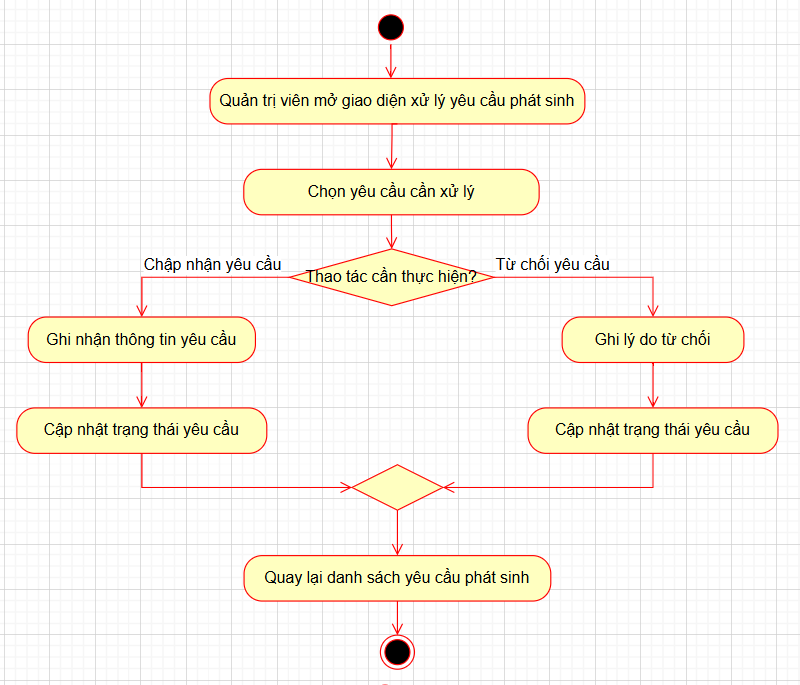 Quản trị viên mở giao diện xử lý yêu cầu phát sinh
Chọn yêu cầu cần xử lý
Chập nhận yêu cầu
Thao tác cần thực hiện?
Từ chối yêu cầu
Ghi nhận thông tin yêu cầu
Ghi lý do từ chối
Cập nhật trạng thái yêu cầu
Cập nhật trạng thái yêu cầu
Quay lại danh sách yêu cầu phát sinh